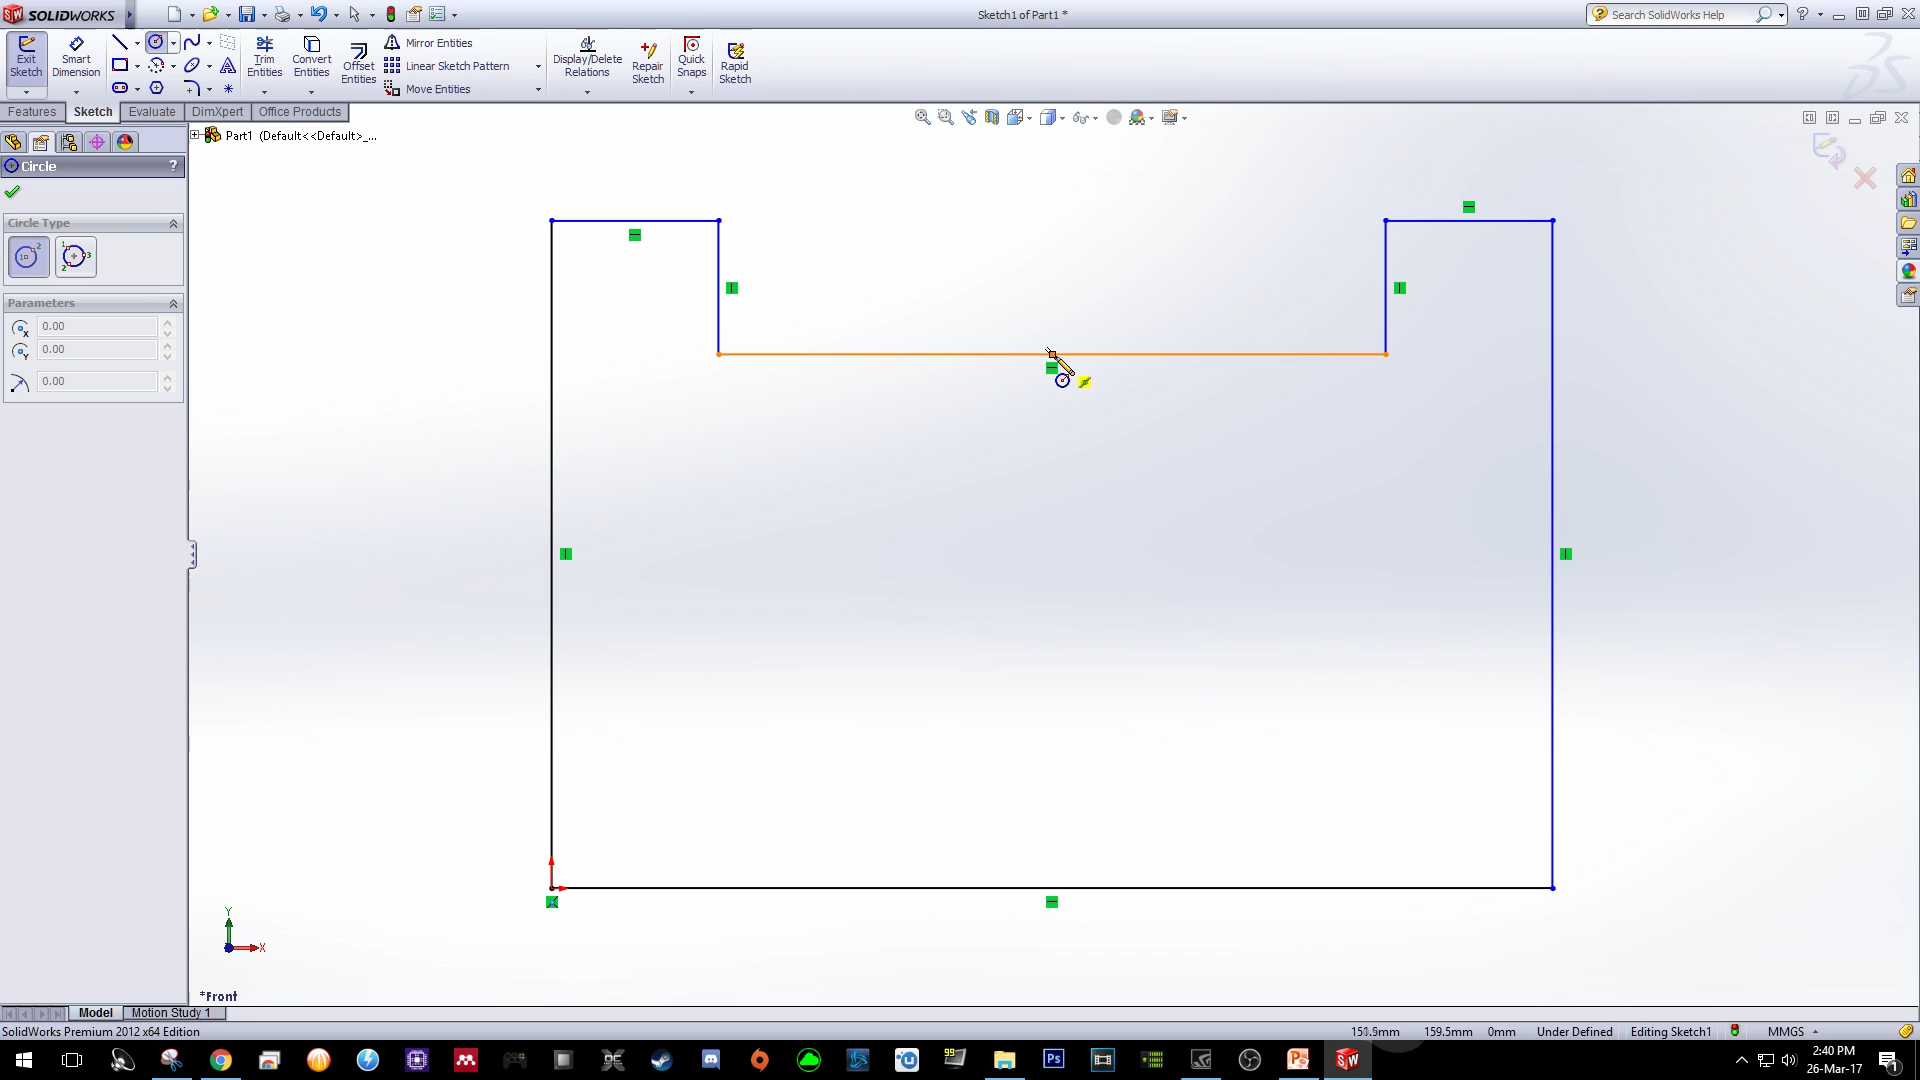 SOLIDWORKS
Sketch1 of Part1 *
Search SolidWorks Help
Exit Sketch
Smart Dimension
Trim Entities
Convert Entities
Offset Entities
Mirror Entities
Linear Sketch Pattern
Move Entities
Display/Delete Relations
Repair Sketch
Quick Snaps
Rapid Sketch
Features
Sketch
Evaluate
DimXpert
Office Products
Part1 (Default<<Default>_...
Circle
?
Circle Type
Parameters
0.00
0.00
0.00
Y
X
*Front
Model
Motion Study 1
SolidWorks Premium 2012 x64 Edition
159.5mm
0mm
Under Defined
Editing Sketch1
MMGS
99
Ps
2:40 PM
26-Mar-17